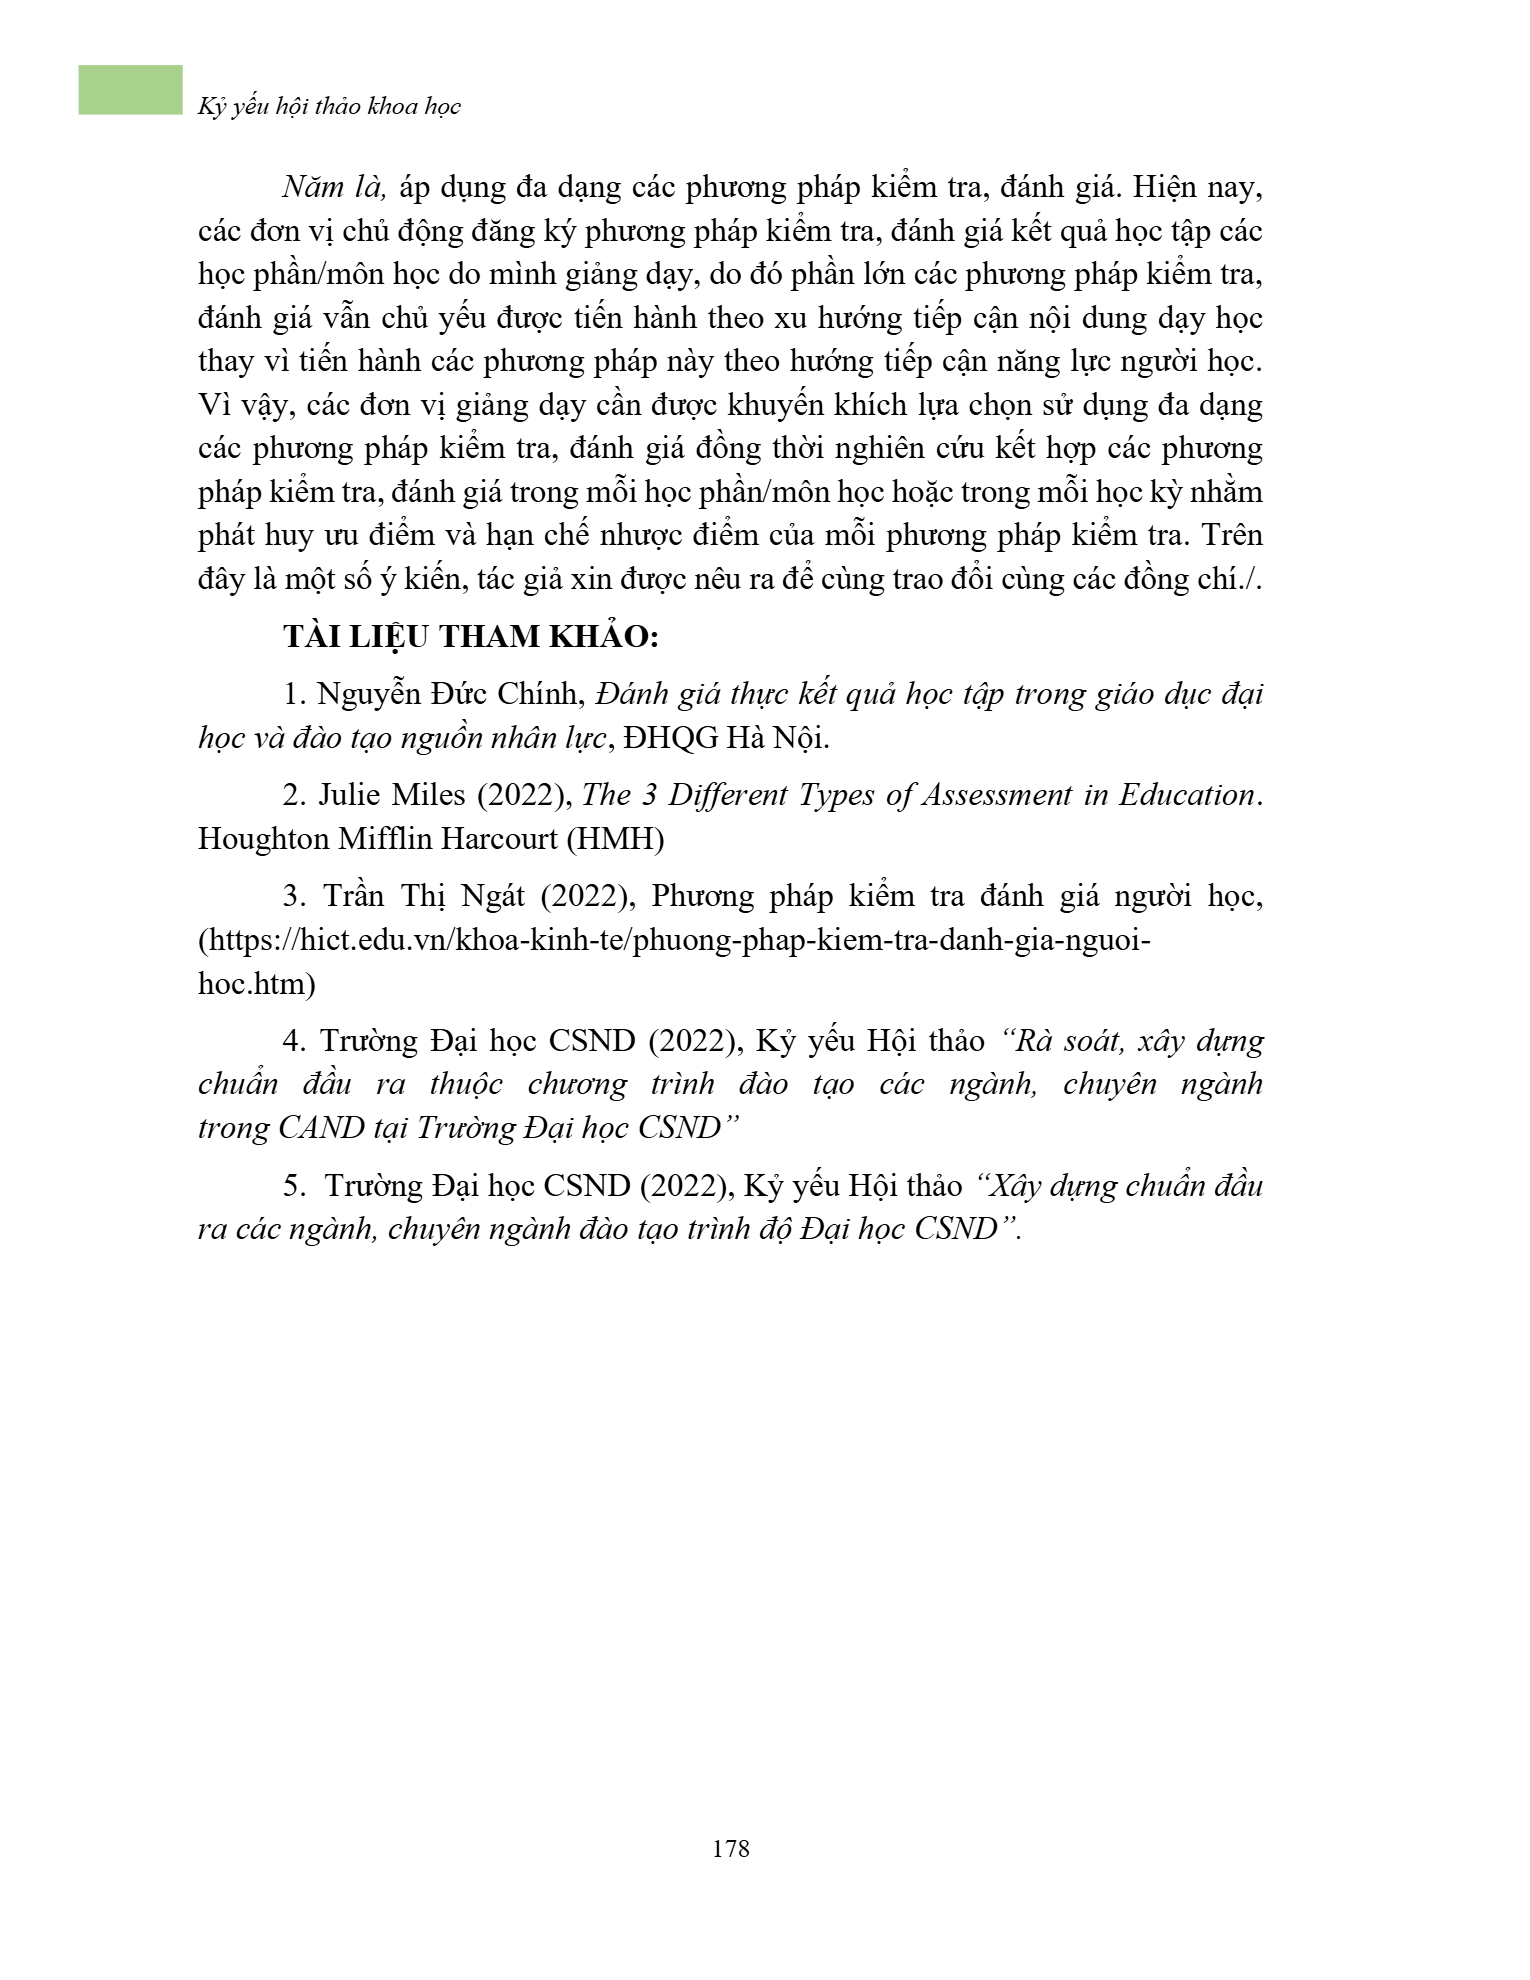 Kỷ yếu hội thảo khoa học
Năm là, áp dụng đa dạng các phương pháp kiểm tra, đánh giá. Hiện nay,
các đơn vị chủ động đăng ký phương pháp kiểm tra, đánh giá kết quả học tập các
học phần/môn học do mình giảng dạy, do đó phần lớn các phương pháp kiểm tra,
đánh giá vẫn chủ yếu được tiến hành theo xu hướng tiếp cận nội dung dạy học
thay vì tiến hành các phương pháp này theo hướng tiếp cận năng lực người học.
Vì vậy, các đơn vị giảng dạy cần được khuyến khích lựa chọn sử dụng đa dạng
các phương pháp kiểm tra, đánh giá đồng thời nghiên cứu kết hợp các phương
pháp kiểm tra, đánh giá trong mỗi học phần/môn học hoặc trong mỗi học kỳ nhằm
phát huy ưu điểm và hạn chế nhược điểm của mỗi phương pháp kiểm tra. Trên
đây là một số ý kiến, tác giả xin được nêu ra để cùng trao đổi cùng các đồng chí./.
TÀI LIỆU THAM KHẢO:
1. Nguyễn Đức Chính, Đánh giá thực kết quả học tập trong giáo dục đại
học và đào tạo nguồn nhân lực, ĐHQG Hà Nội.
2. Julie Miles (2022), The 3 Different Types of Assessment in Education.
Houghton Mifflin Harcourt (HMH)
3. Trần Thị Ngát (2022), Phương pháp kiểm tra đánh giá người học,
(https://hict.edu.vn/khoa-kinh-te/phuong-phap-kiem-tra-danh-gia-nguoi-
hoc.htm)
4. Trường Đại học CSND (2022), Kỷ yếu Hội thảo “Rà soát, xây dựng
chuẩn đầu ra thuộc chương trình đào tạo các ngành, chuyên ngành
trong CAND tại Trường Đại học CSND”
5. Trường Đại học CSND (2022), Kỷ yếu Hội thảo “Xây dựng chuẩn đầu
ra các ngành, chuyên ngành đào tạo trình độ Đại học CSND”.
178